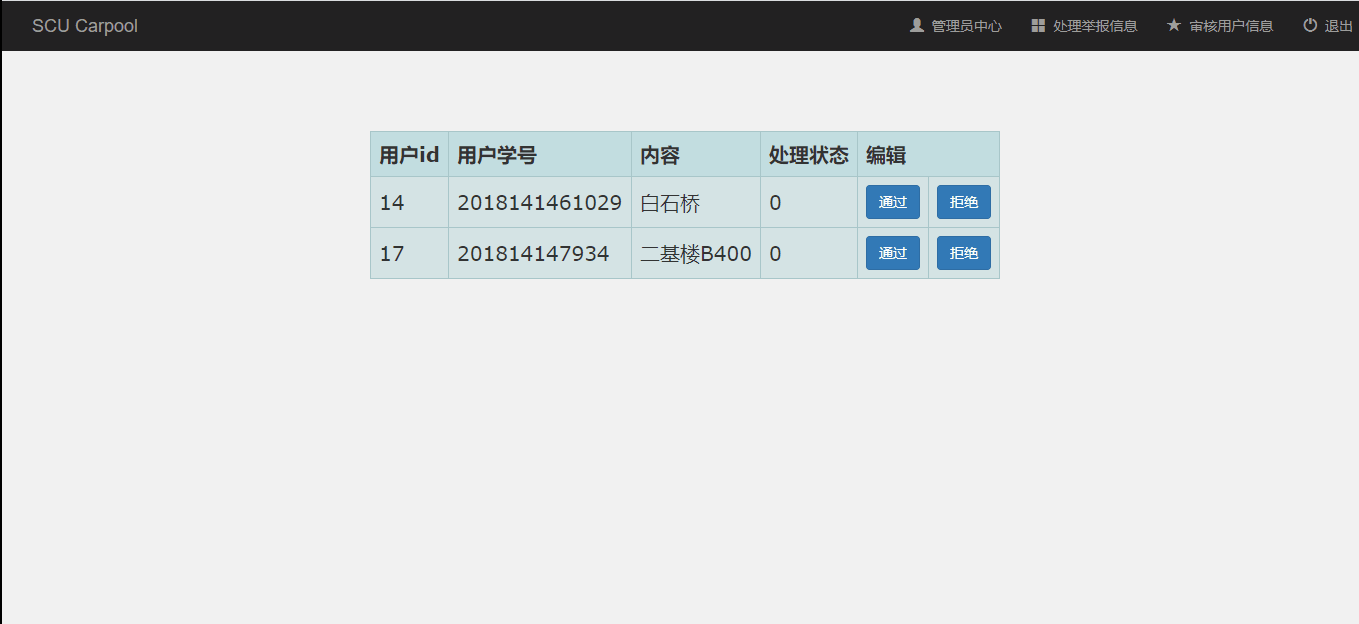 SCU Carpool 管理员中心 处理举报信息 审核用户信息 退出
用户id 用户学号 内容 处理状态 编辑
14 2018141461029 白石桥 0 通过 拒绝
17 201814147934 二基楼B400 0 通过 拒绝